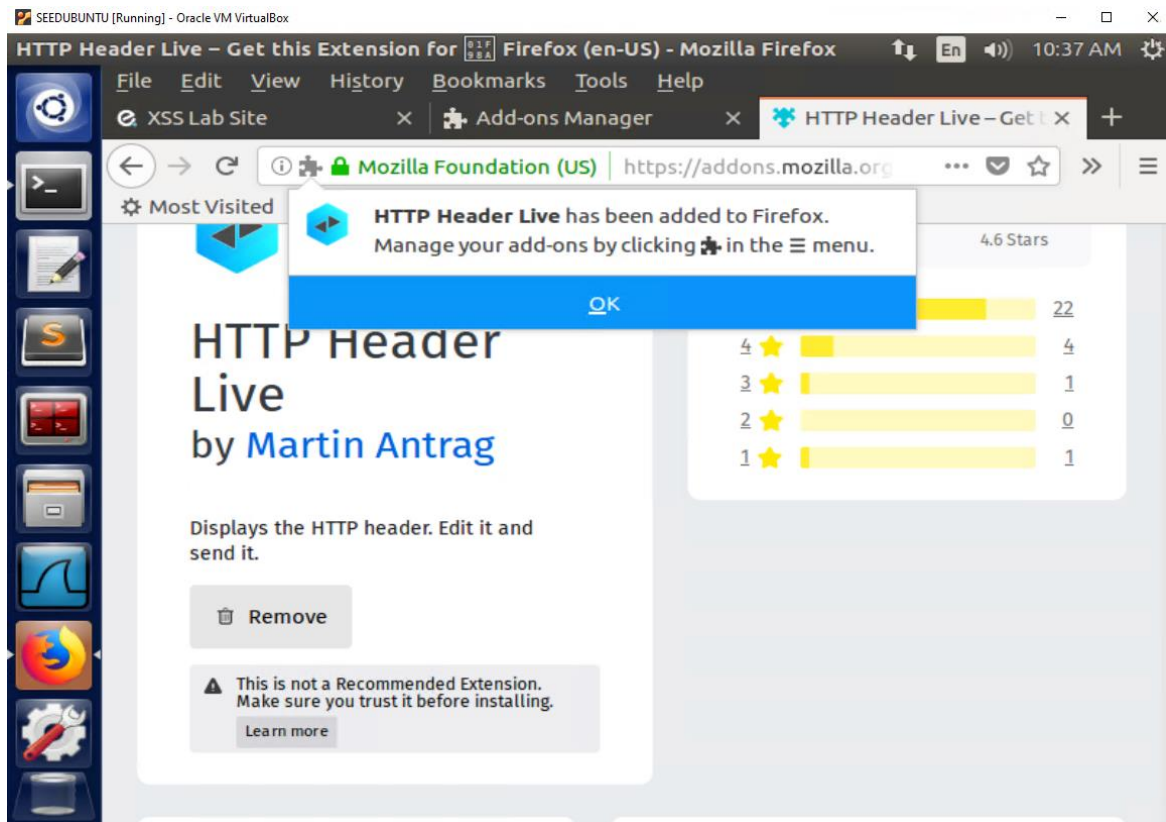 SEEDUBUNTU [Running] - Oracle VM VirtualBox
HTTP Header Live – Get this Extension for 01F98A Firefox (en-US) - Mozilla Firefox En 10:37 AM
File Edit View History Bookmarks Tools Help
XSS Lab Site Add-ons Manager HTTP Header Live – Get t
Mozilla Foundation (US) https://addons.mozilla.org
Most Visited
HTTP Header Live has been added to Firefox.
Manage your add-ons by clicking in the ☰ menu.
OK
4.6 Stars
22
4 4
3 1
2 0
1 1
HTTP Header
Live
by Martin Antrag
Displays the HTTP header. Edit it and
send it.
Remove
This is not a Recommended Extension.
Make sure you trust it before installing.
Learn more